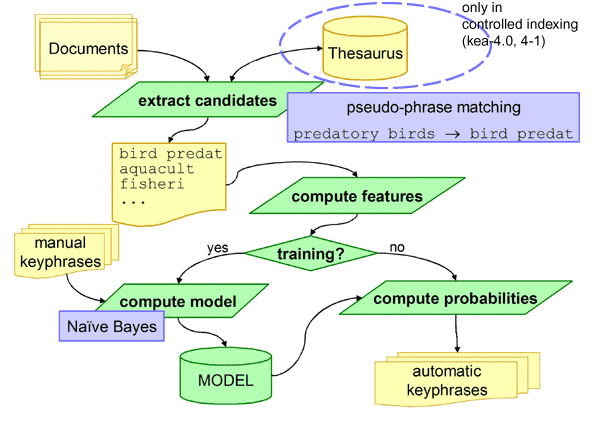 only in
controlled indexing
(kea-4.0, 4-1)
Documents
Thesaurus
extract candidates
pseudo-phrase matching
predatory birds → bird predat
bird predat
aquacult
fisheri
...
compute features
manual
keyphrases
yes
training?
no
compute model
compute probabilities
Naïve Bayes
MODEL
automatic
keyphrases